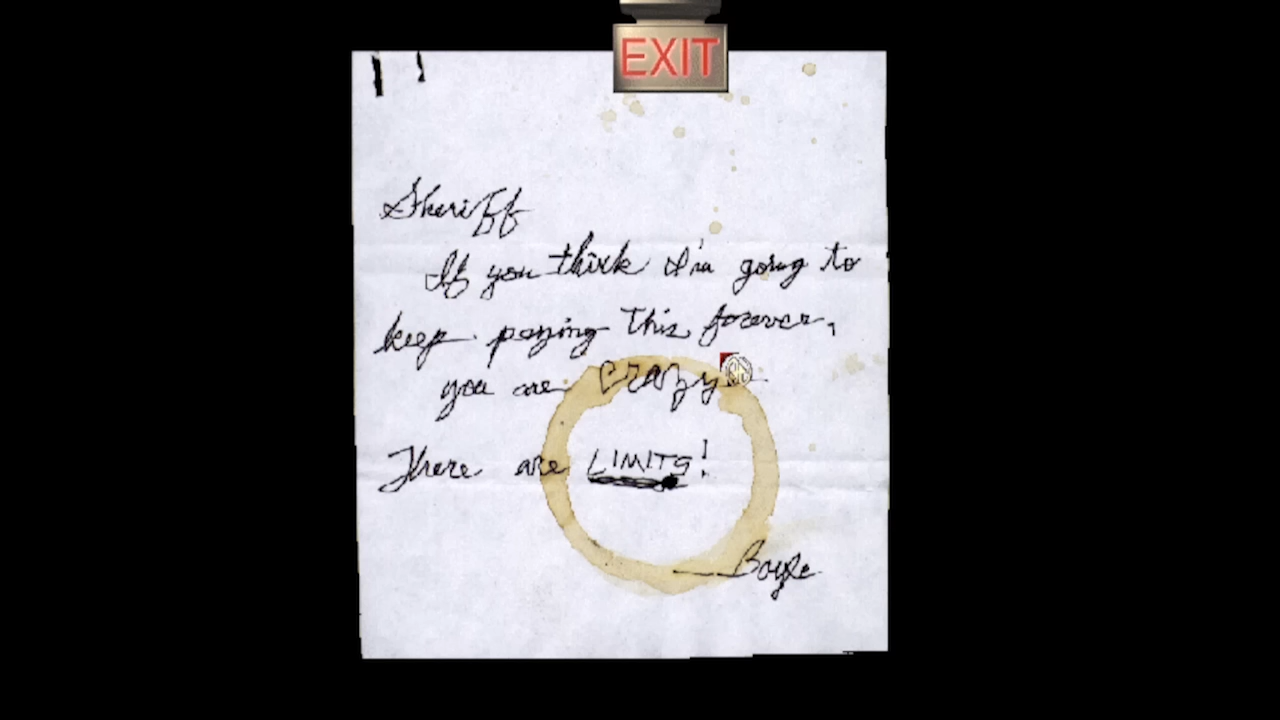 EXIT
Sheriff
If you think I'm going to
keep paying this forever,
you are crazy
There are LIMITS!
—Boyle